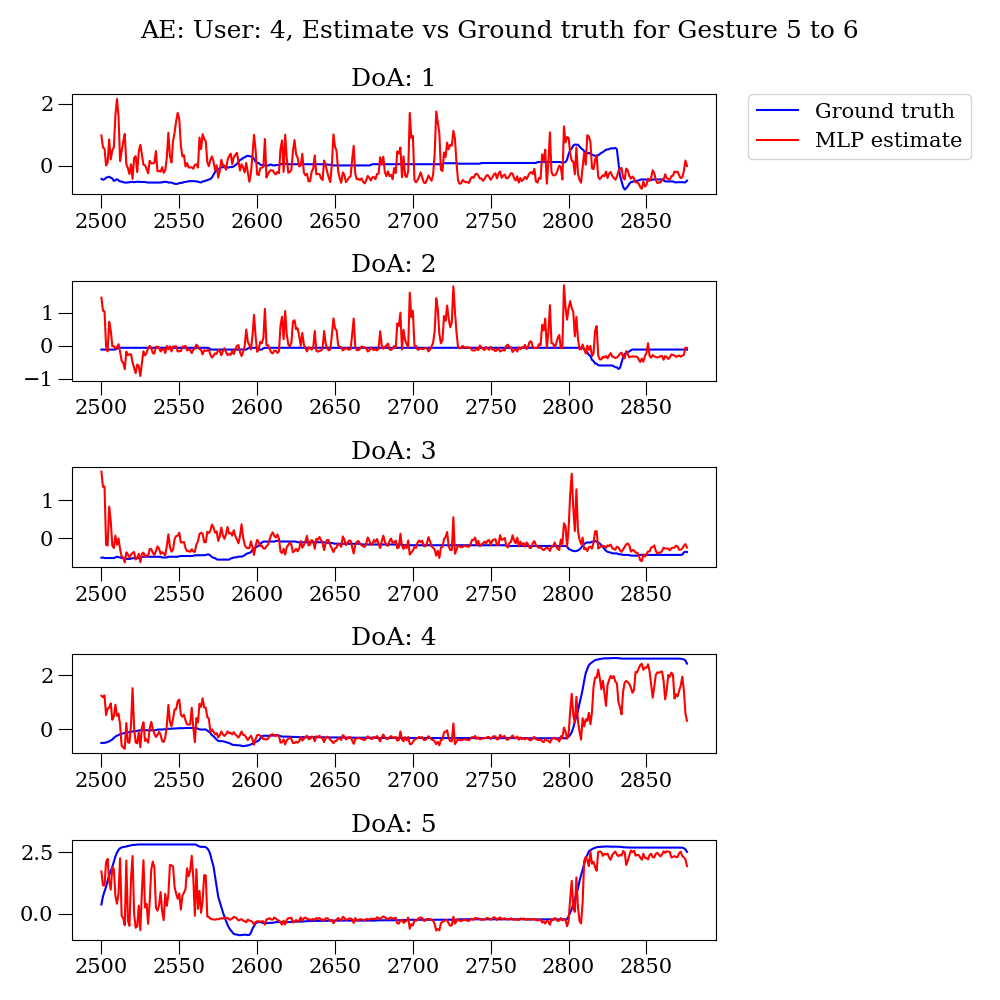 AE: User: 4, Estimate vs Ground truth for Gesture 5 to 6
DoA: 1
Ground truth
MLP estimate
2
0
2500 2550 2600 2650 2700 2750 2800 2850
DoA: 2
1
0
−1
2500 2550 2600 2650 2700 2750 2800 2850
DoA: 3
1
0
2500 2550 2600 2650 2700 2750 2800 2850
DoA: 4
2
0
2500 2550 2600 2650 2700 2750 2800 2850
DoA: 5
2.5
0.0
2500 2550 2600 2650 2700 2750 2800 2850